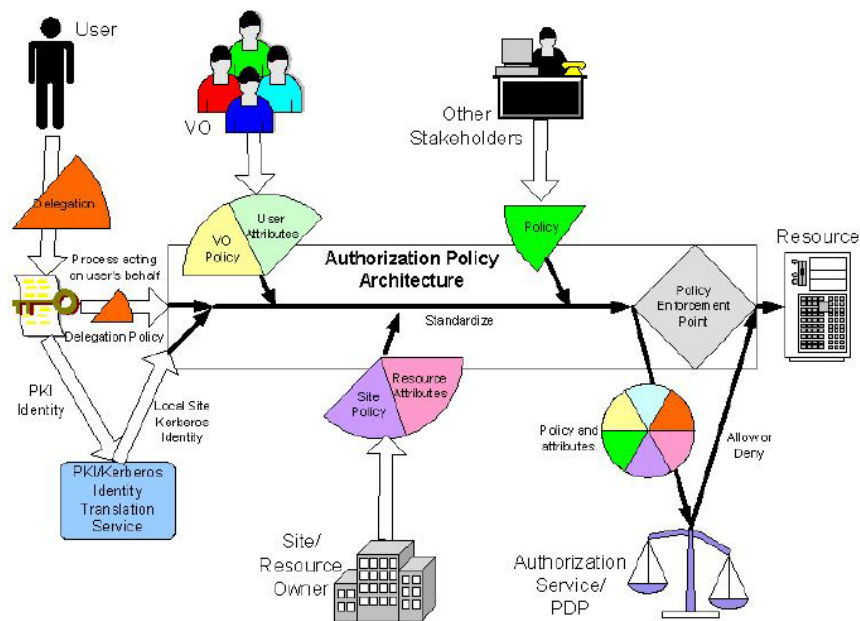 User
VO
Other
Stakeholders
Delegation
VO
Policy
User
Attributes
Policy
Resource
Process acting
on user's behalf
Authorization Policy
Architecture
Policy
Enforcement
Point
Standardize
Delegation Policy
PKI
Identity
Local Site
Kerberos
Identity
Site
Policy
Resource
Attributes
Policy and
attributes.
Allow or
Deny
PKI/Kerberos
Identity
Translation
Service
Site/
Resource
Owner
Authorization
Service/
PDP